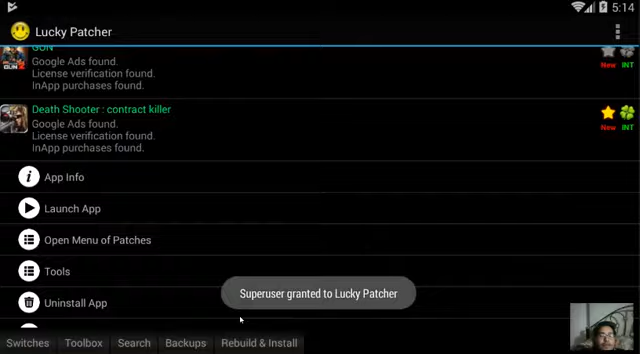 5:14
Lucky Patcher
GUN
Google Ads found.
License verification found.
InApp purchases found.
New INT
Death Shooter : contract killer
Google Ads found.
License verification found.
InApp purchases found.
New INT
App Info
Launch App
Open Menu of Patches
Tools
Superuser granted to Lucky Patcher
Uninstall App
Switches Toolbox Search Backups Rebuild & Install